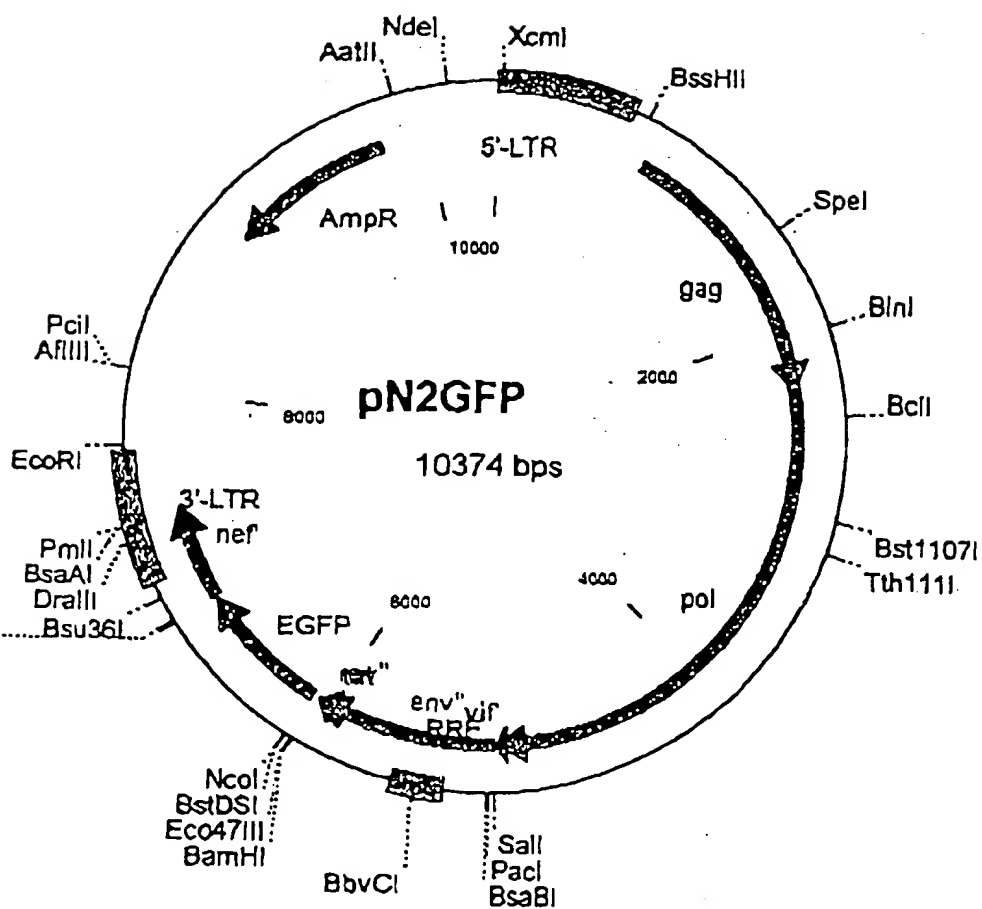 NdeI
XcmI
AatII
BssHII
5'-LTR
AmpR
SpeI
10000
gag
BlnI
PciI
AflIII
2000
pN2GFP
BclI
8000
10374 bps
EcoRI
3'-LTR
nef
PmlI
BsaAI
DraIII
Bsu36I
Bst1107I
Tth111I
4000
pol
6000
EGFP
env" vif
RRE
NcoI
BstDSI
Eco47III
BamHI
BbvCI
SalI
PacI
BsaBI